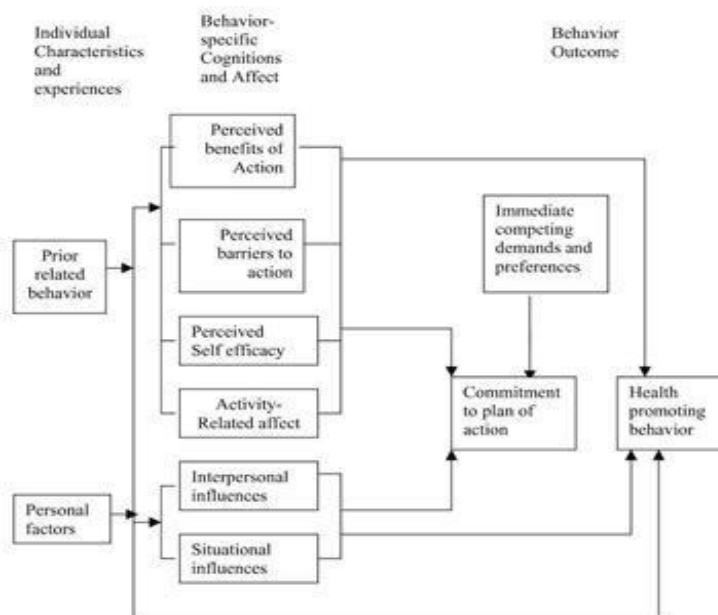 Individual
Characteristics
and
experiences
Behavior-
specific
Cognitions
and Affect
Behavior
Outcome
Perceived
benefits of
Action
Immediate
competing
demands and
preferences
Prior
related
behavior
Perceived
barriers to
action
Perceived
Self efficacy
Activity-
Related affect
Commitment
to plan of
action
Health
promoting
behavior
Personal
factors
Interpersonal
influences
Situational
influences